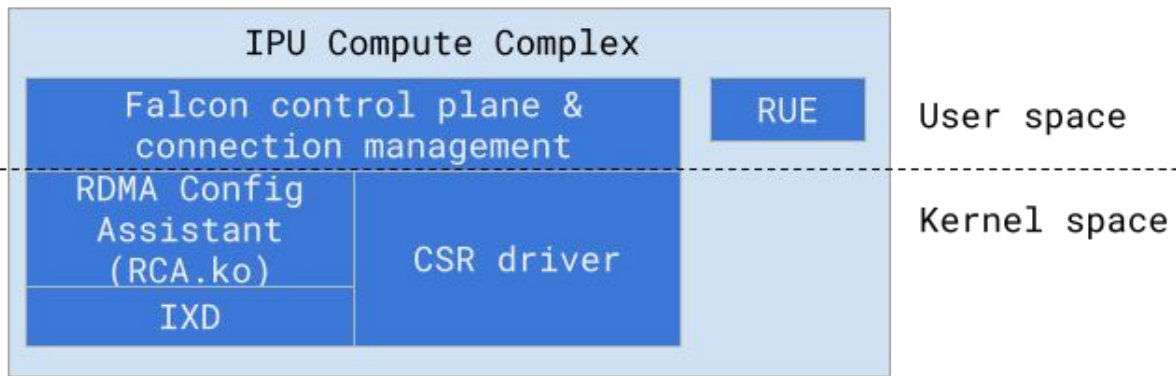 IPU Compute Complex
Falcon control plane &
connection management
RUE
User space
RDMA Config
Assistant
(RCA.ko)
CSR driver
Kernel space
IXD